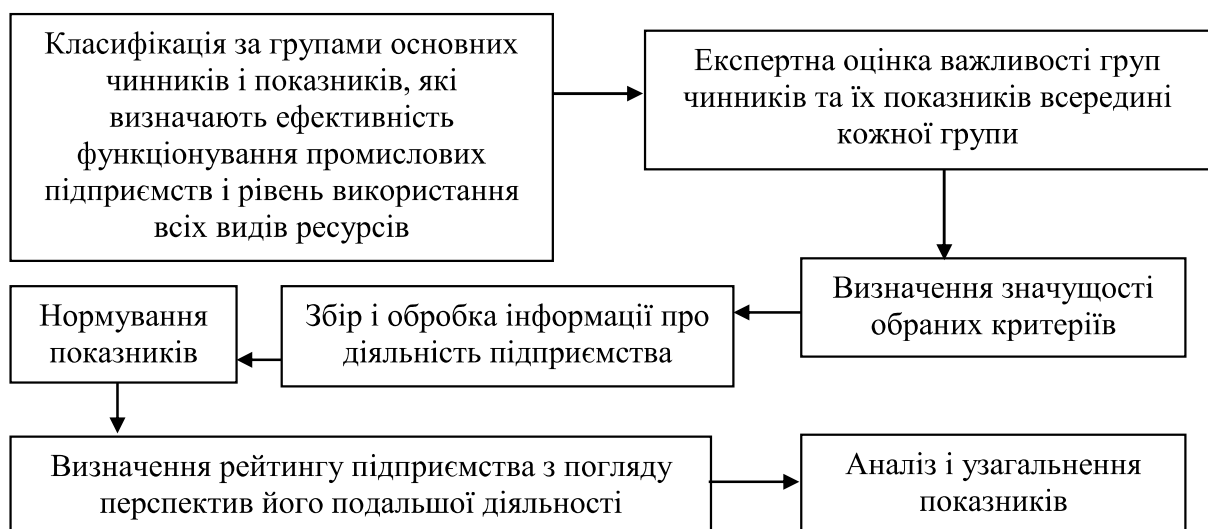 Класифікація за групами основних
чинників і показників, які
визначають ефективність
функціонування промислових
підприємств і рівень використання
всіх видів ресурсів
Експертна оцінка важливості груп
чинників та їх показників всередині
кожної групи
Визначення значущості
обраних критеріїв
Збір і обробка інформації про
діяльність підприємства
Нормування
показників
Визначення рейтингу підприємства з погляду
перспектив його подальшої діяльності
Аналіз і узагальнення
показників